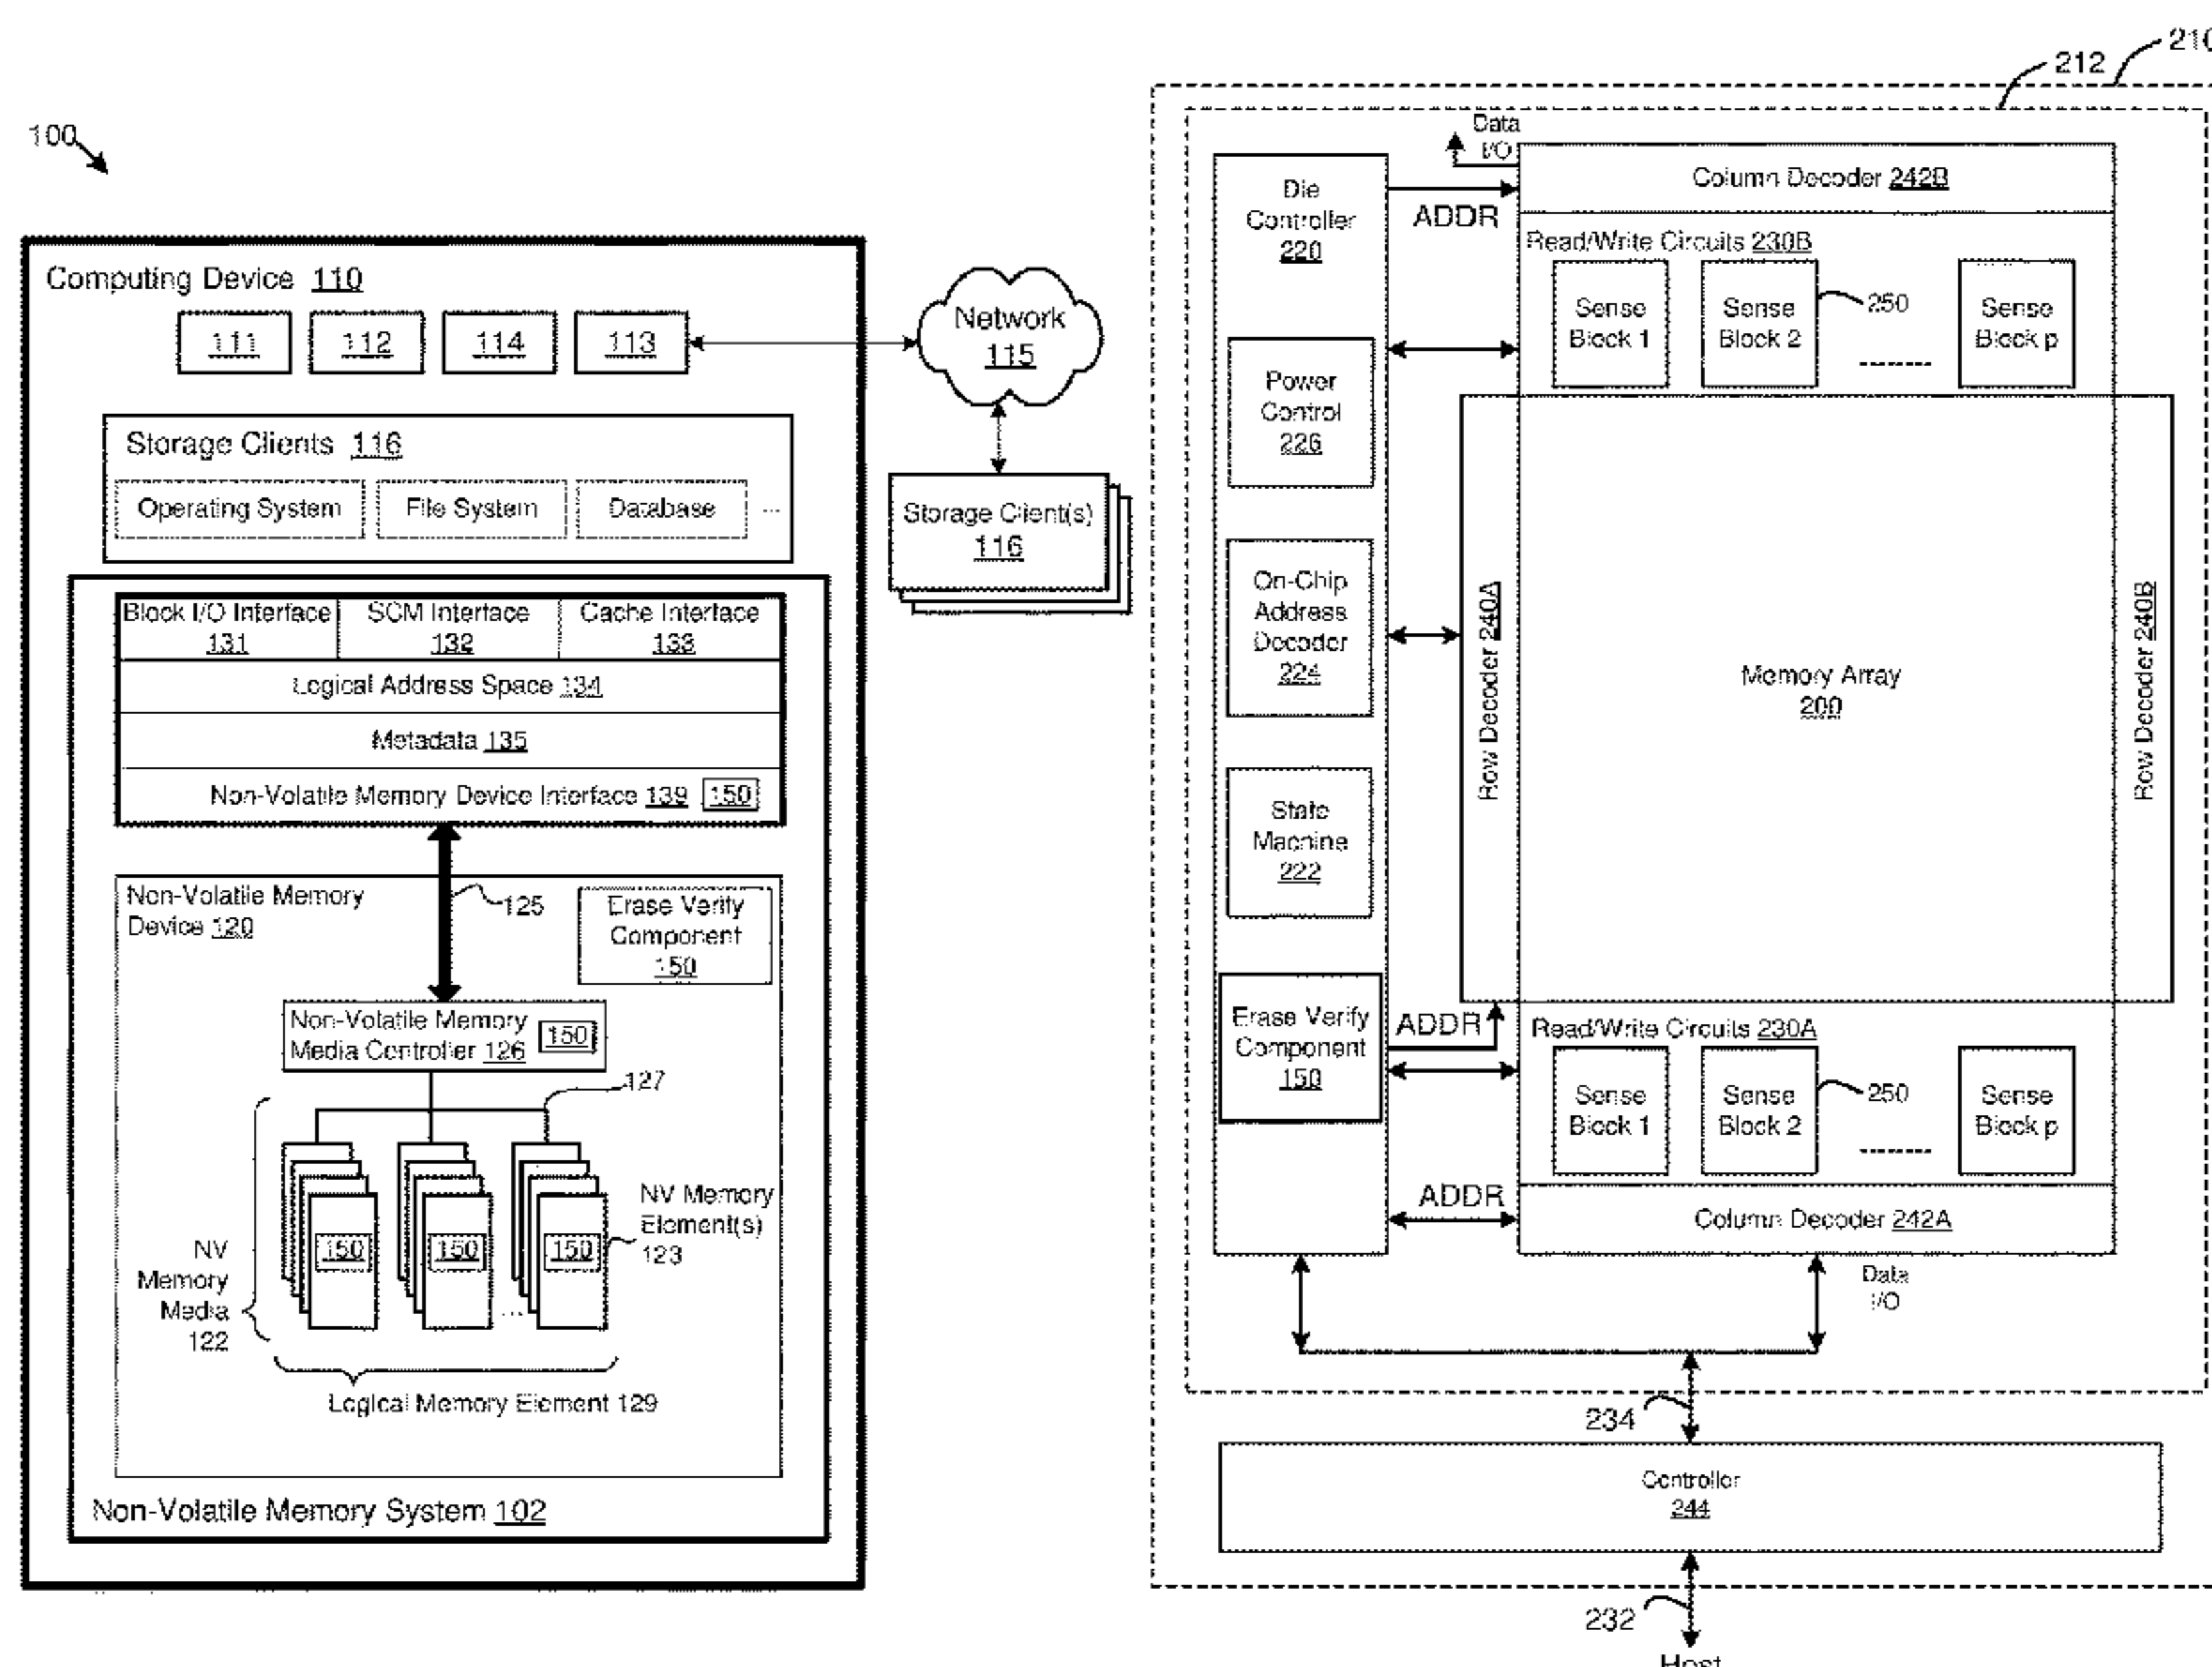 100
Computing Device 110
111
112
114
113
Network
115
Storage Clients 116
Operating System
File System
Database
...
Storage Client(s)
116
Block I/O Interface
131
SCM Interface
132
Cache Interface
133
Logical Address Space 134
Metadata 135
Non-Volatile Memory Device Interface 139
150
Non-Volatile Memory
Device 120
125
Erase Verify
Component
150
Non-Volatile Memory
Media Controller 126
150
127
NV
Memory
Media
122
150
150
150
...
NV Memory
Element(s)
123
Logical Memory Element 129
Non-Volatile Memory System 102
210
212
Data
I/O
Die
Controller
220
ADDR
Column Decoder 242B
Read/Write Circuits 230B
Sense
Block 1
Sense
Block 2
250
Sense
Block p
Power
Control
226
On-Chip
Address
Decoder
224
Row Decoder 240A
Memory Array
200
Row Decoder 240B
State
Machine
222
Erase Verify
Component
150
ADDR
Read/Write Circuits 230A
Sense
Block 1
Sense
Block 2
250
Sense
Block p
ADDR
Column Decoder 242A
Data
I/O
234
Controller
244
232
Host